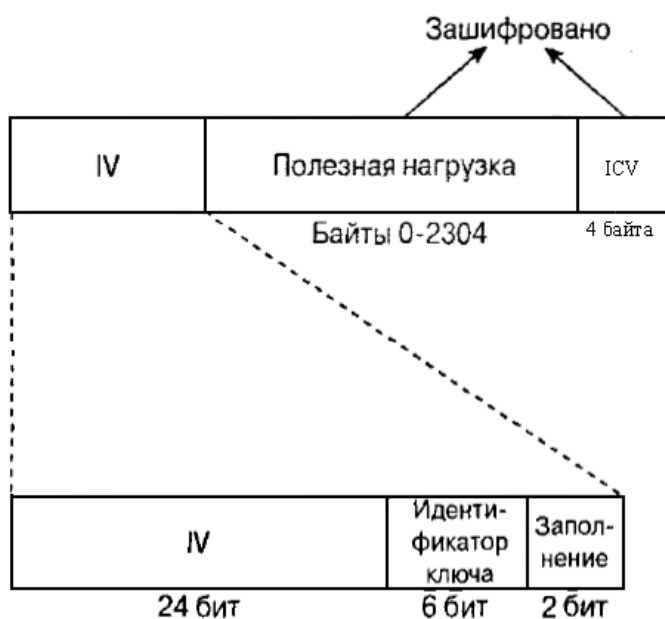 Зашифровано
IV
Полезная нагрузка
ICV
Байты 0-2304
4 байта
IV
Иденти-
фикатор
ключа
Запол-
нение
24 бит
6 бит
2 бит